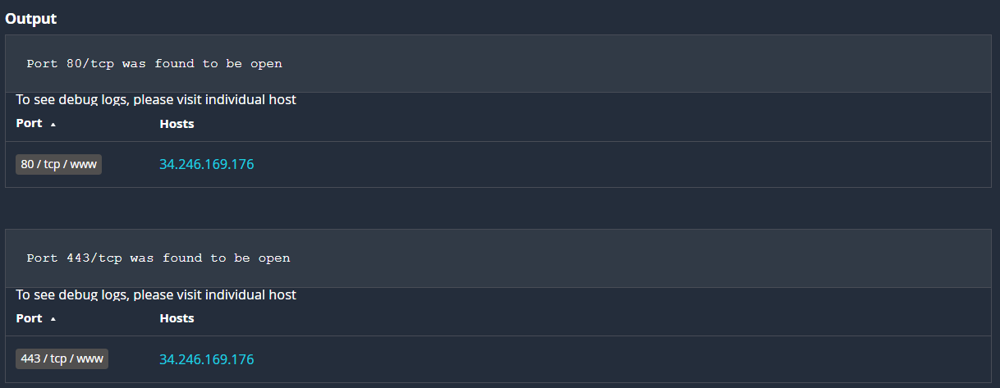 Output
Port 80/tcp was found to be open
To see debug logs, please visit individual host
Port ▲ Hosts
80 / tcp / www 34.246.169.176
Port 443/tcp was found to be open
To see debug logs, please visit individual host
Port ▲ Hosts
443 / tcp / www 34.246.169.176